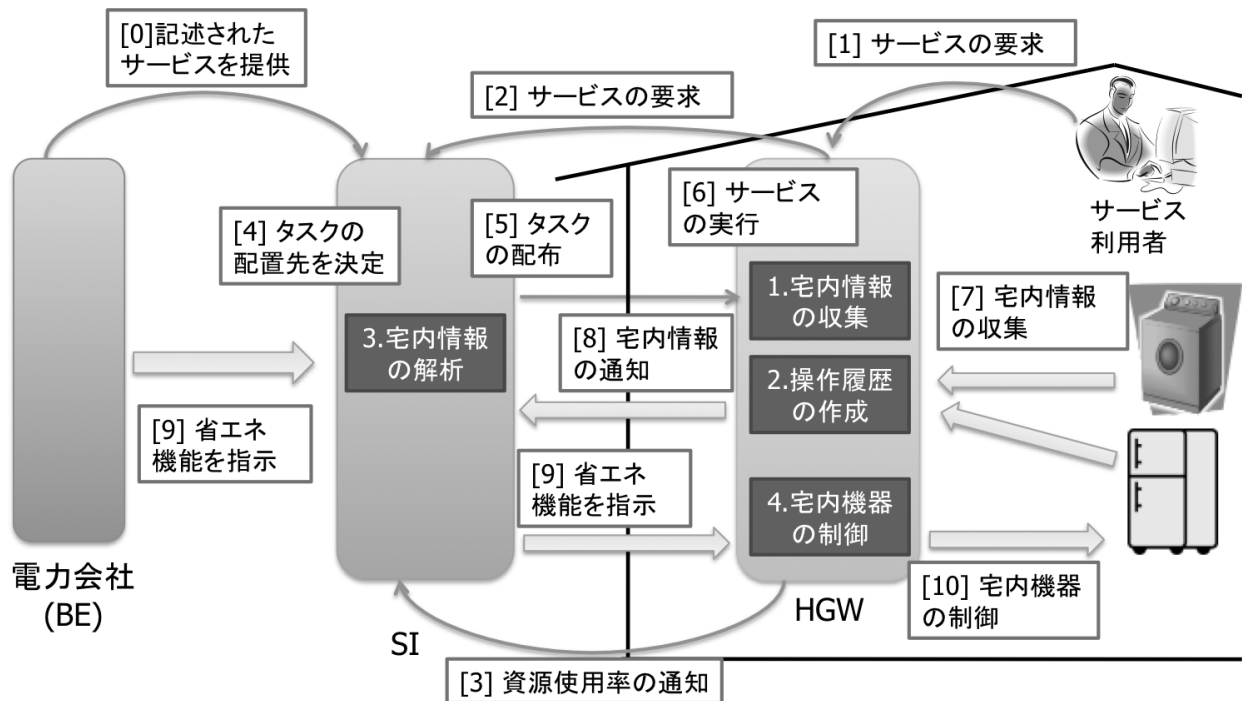 [0]記述された
サービスを提供
[1] サービスの要求
[2] サービスの要求
[6] サービス
の実行
サービス
利用者
[4] タスクの
配置先を決定
[5] タスク
の配布
1.宅内情報
の収集
[7] 宅内情報
の収集
3.宅内情報
の解析
[8] 宅内情報
の通知
2.操作履歴
の作成
[9] 省エネ
機能を指示
[9] 省エネ
機能を指示
4.宅内機器
の制御
[10] 宅内機器
の制御
電力会社
(BE)
SI
HGW
[3] 資源使用率の通知